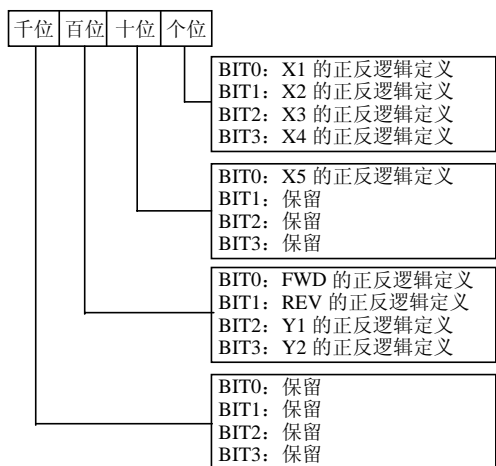 千位 百位 十位 个位
BIT0：X1 的正反逻辑定义
BIT1：X2 的正反逻辑定义
BIT2：X3 的正反逻辑定义
BIT3：X4 的正反逻辑定义
BIT0：X5 的正反逻辑定义
BIT1：保留
BIT2：保留
BIT3：保留
BIT0：FWD 的正反逻辑定义
BIT1：REV 的正反逻辑定义
BIT2：Y1 的正反逻辑定义
BIT3：Y2 的正反逻辑定义
BIT0：保留
BIT1：保留
BIT2：保留
BIT3：保留